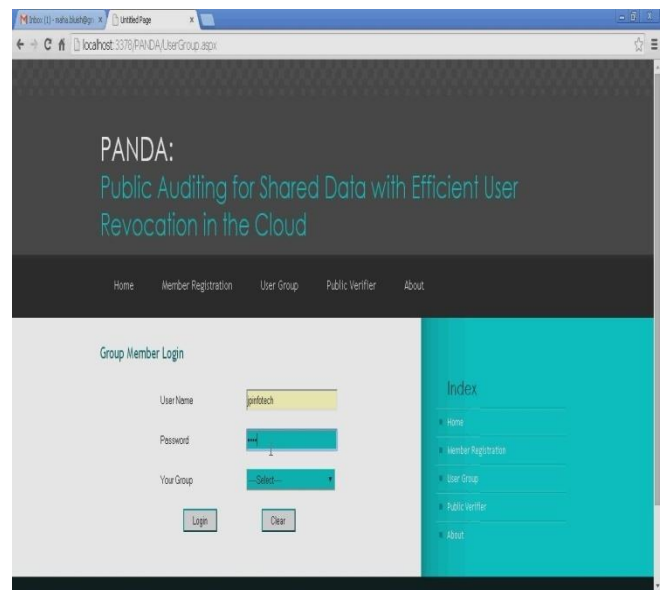 Inbox (1) - naha.blush@gm
Untitled Page
localhost:3378/PANDA/UserGroup.aspx
PANDA:
Public Auditing for Shared Data with Efficient User
Revocation in the Cloud
Home Member Registration User Group Public Verifier About
Group Member Login
User Name jpinfotech
Password ••••
Your Group ---Select---
Login Clear
Index
Home
Member Registration
User Group
Public Verifier
About